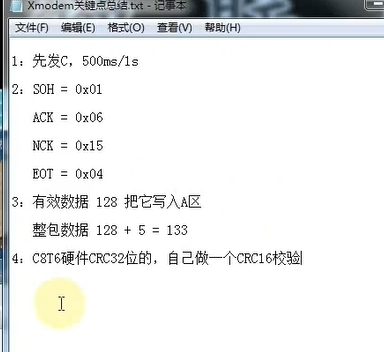 Xmodem关键点总结.txt - 记事本
文件(F) 编辑(E) 格式(O) 查看(V) 帮助(H)
1：先发C，500ms/1s
2：SOH = 0x01
ACK = 0x06
NCK = 0x15
EOT = 0x04
3：有效数据 128 把它写入A区
整包数据 128 + 5 = 133
4：C8T6硬件CRC32位的，自己做一个CRC16校验